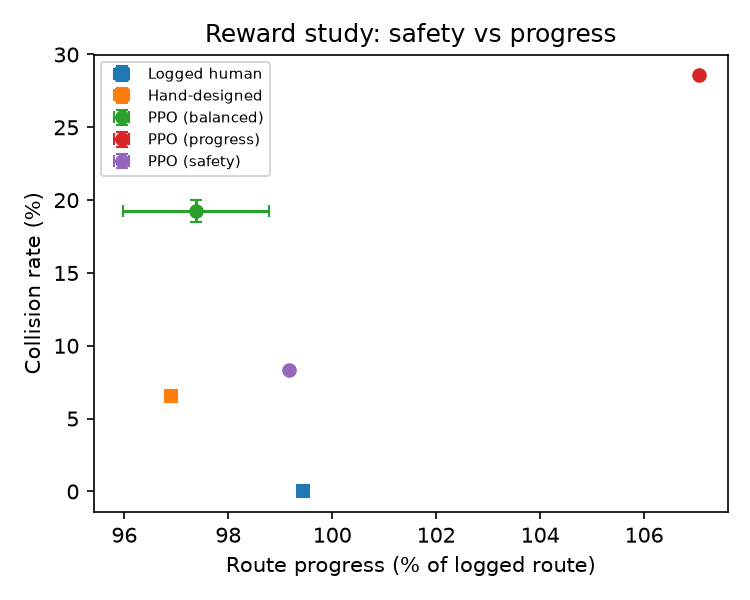 Reward study: safety vs progress
Logged human
Hand-designed
PPO (balanced)
PPO (progress)
PPO (safety)
Collision rate (%)
30
25
20
15
10
5
0
96 98 100 102 104 106
Route progress (% of logged route)